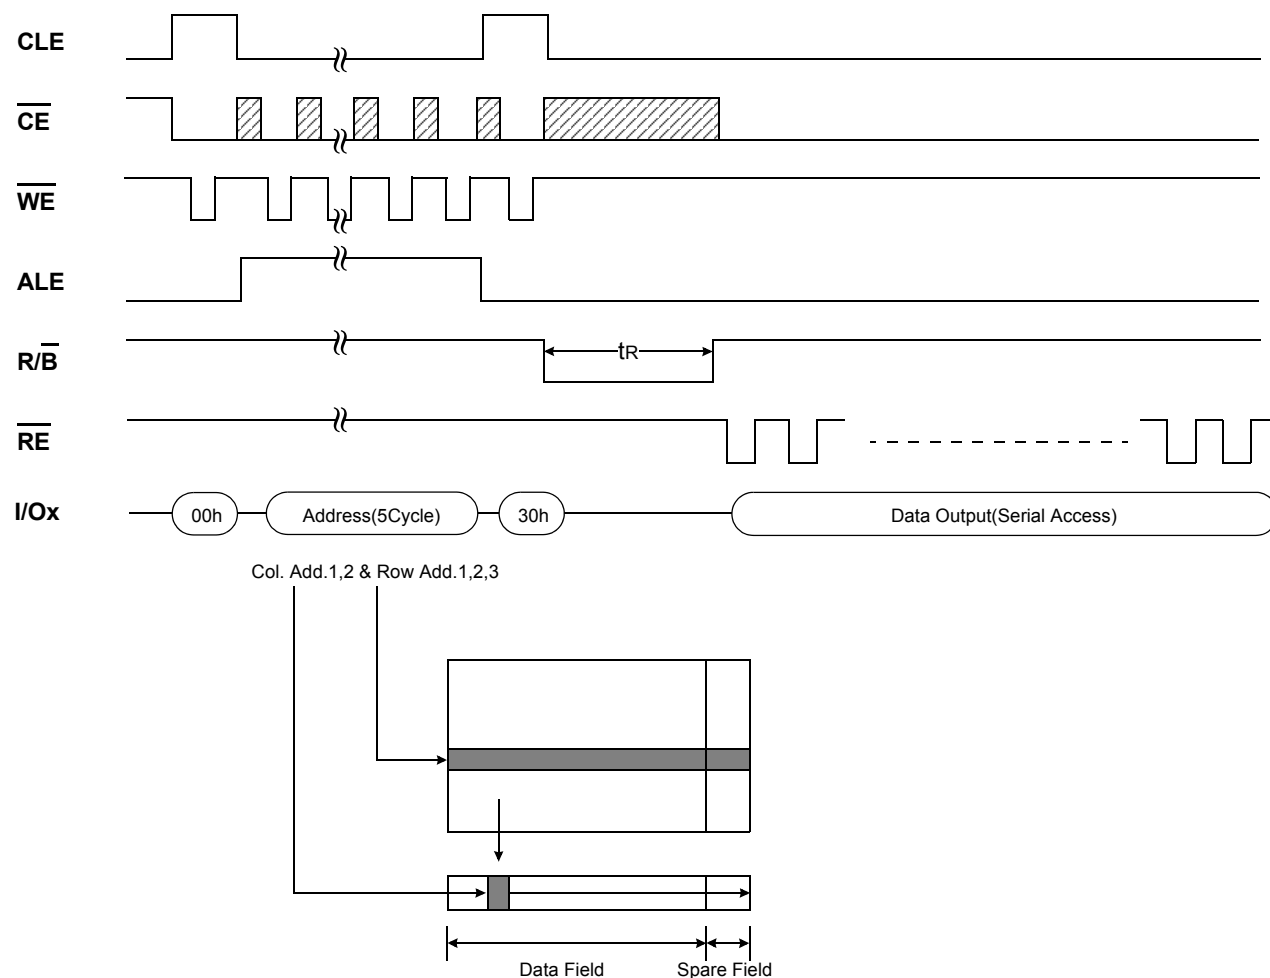 CLE
CE
WE
ALE
R/B
tR
RE
I/Ox
00h
Address(5Cycle)
30h
Data Output(Serial Access)
Col. Add.1,2 & Row Add.1,2,3
Data Field
Spare Field